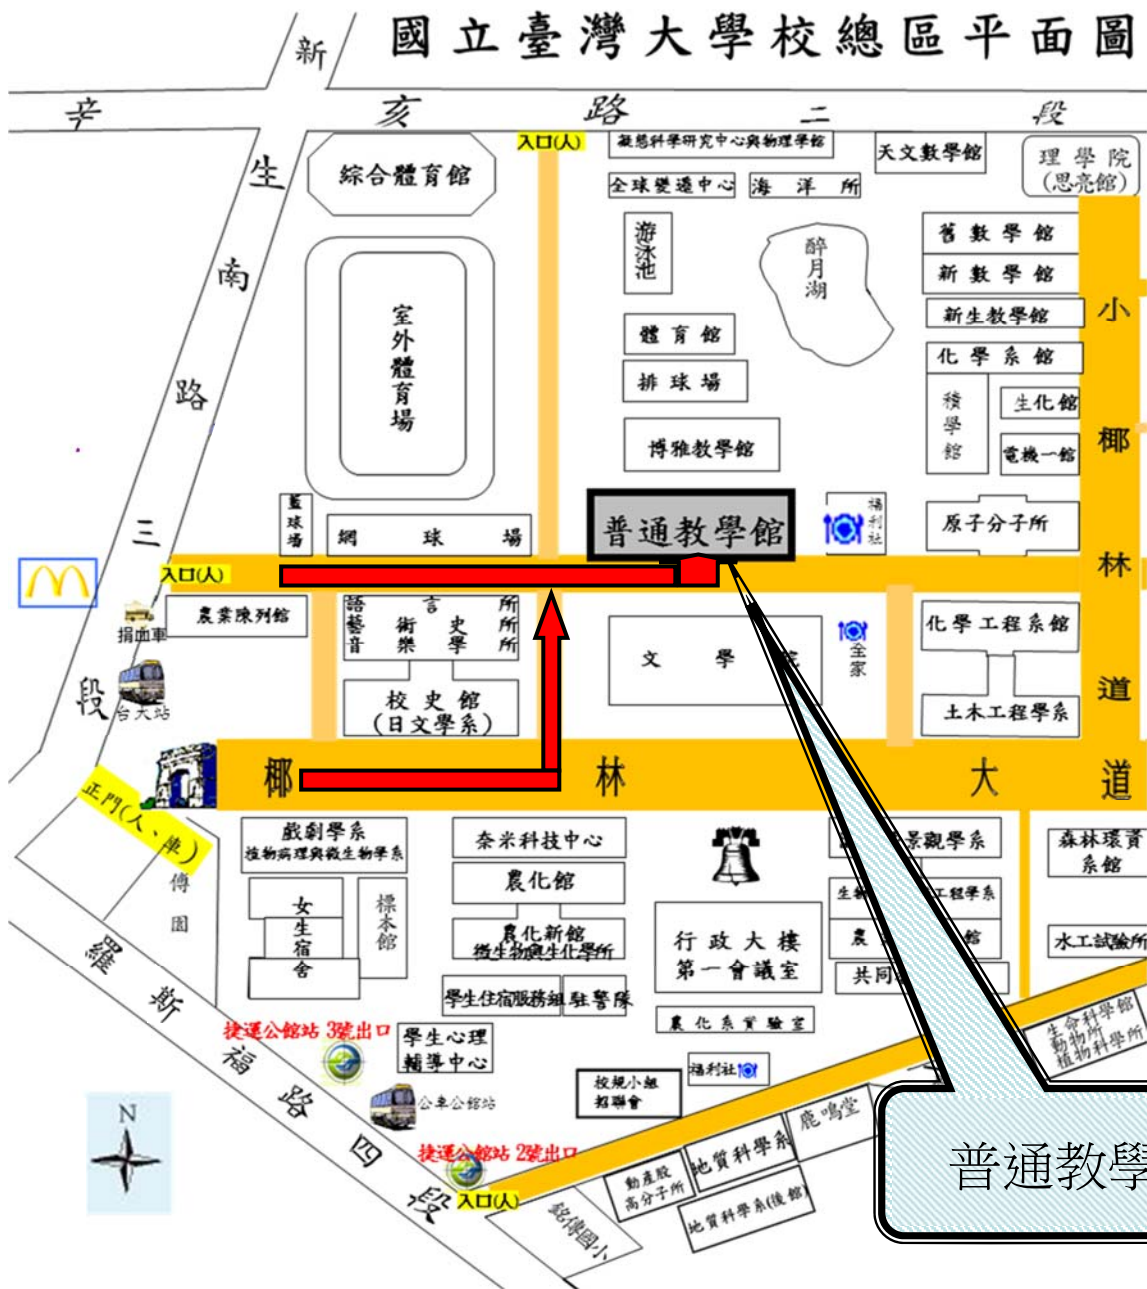 國立臺灣大學校總區平面圖
新生南路三段
辛亥路二段
入口(人)
凝態科學研究中心與物理學館
天文數學館
理學院
(思亮館)
綜合體育館
全球變遷中心
海洋所
游泳池
醉月湖
舊數學館
新數學館
新生教學館
化學系館
小椰林道
室外體育場
體育館
排球場
積學館
生化館
電機一館
博雅教學館
籃球場
網球場
普通教學館
福利社
原子分子所
入口(人)
農業陳列館
語言所
藝術史所
音樂學所
文學院
全家
化學工程系館
捐血車
台大站
校史館
(日文學系)
土木工程學系
椰林大道
正門(人、車)
傅園
戲劇學系
植物病理與微生物學系
奈米科技中心
景觀學系
森林環資
系館
農化館
女生宿舍
標本館
生物
工程學系
農化新館
微生物與生化學所
行政大樓
第一會議室
農
館
水工試驗所
共同
學生住宿服務組
駐警隊
農化系實驗室
生命科學館
動物所
植物科學所
羅斯福路四段
捷運公館站 3號出口
學生心理
輔導中心
福利社
公車公館站
校規小組
招聯會
鹿鳴堂
N
捷運公館站 2號出口
入口(人)
動產股
高分子所
地質科學系
地質科學系(後館)
銘傳國小
普通教學